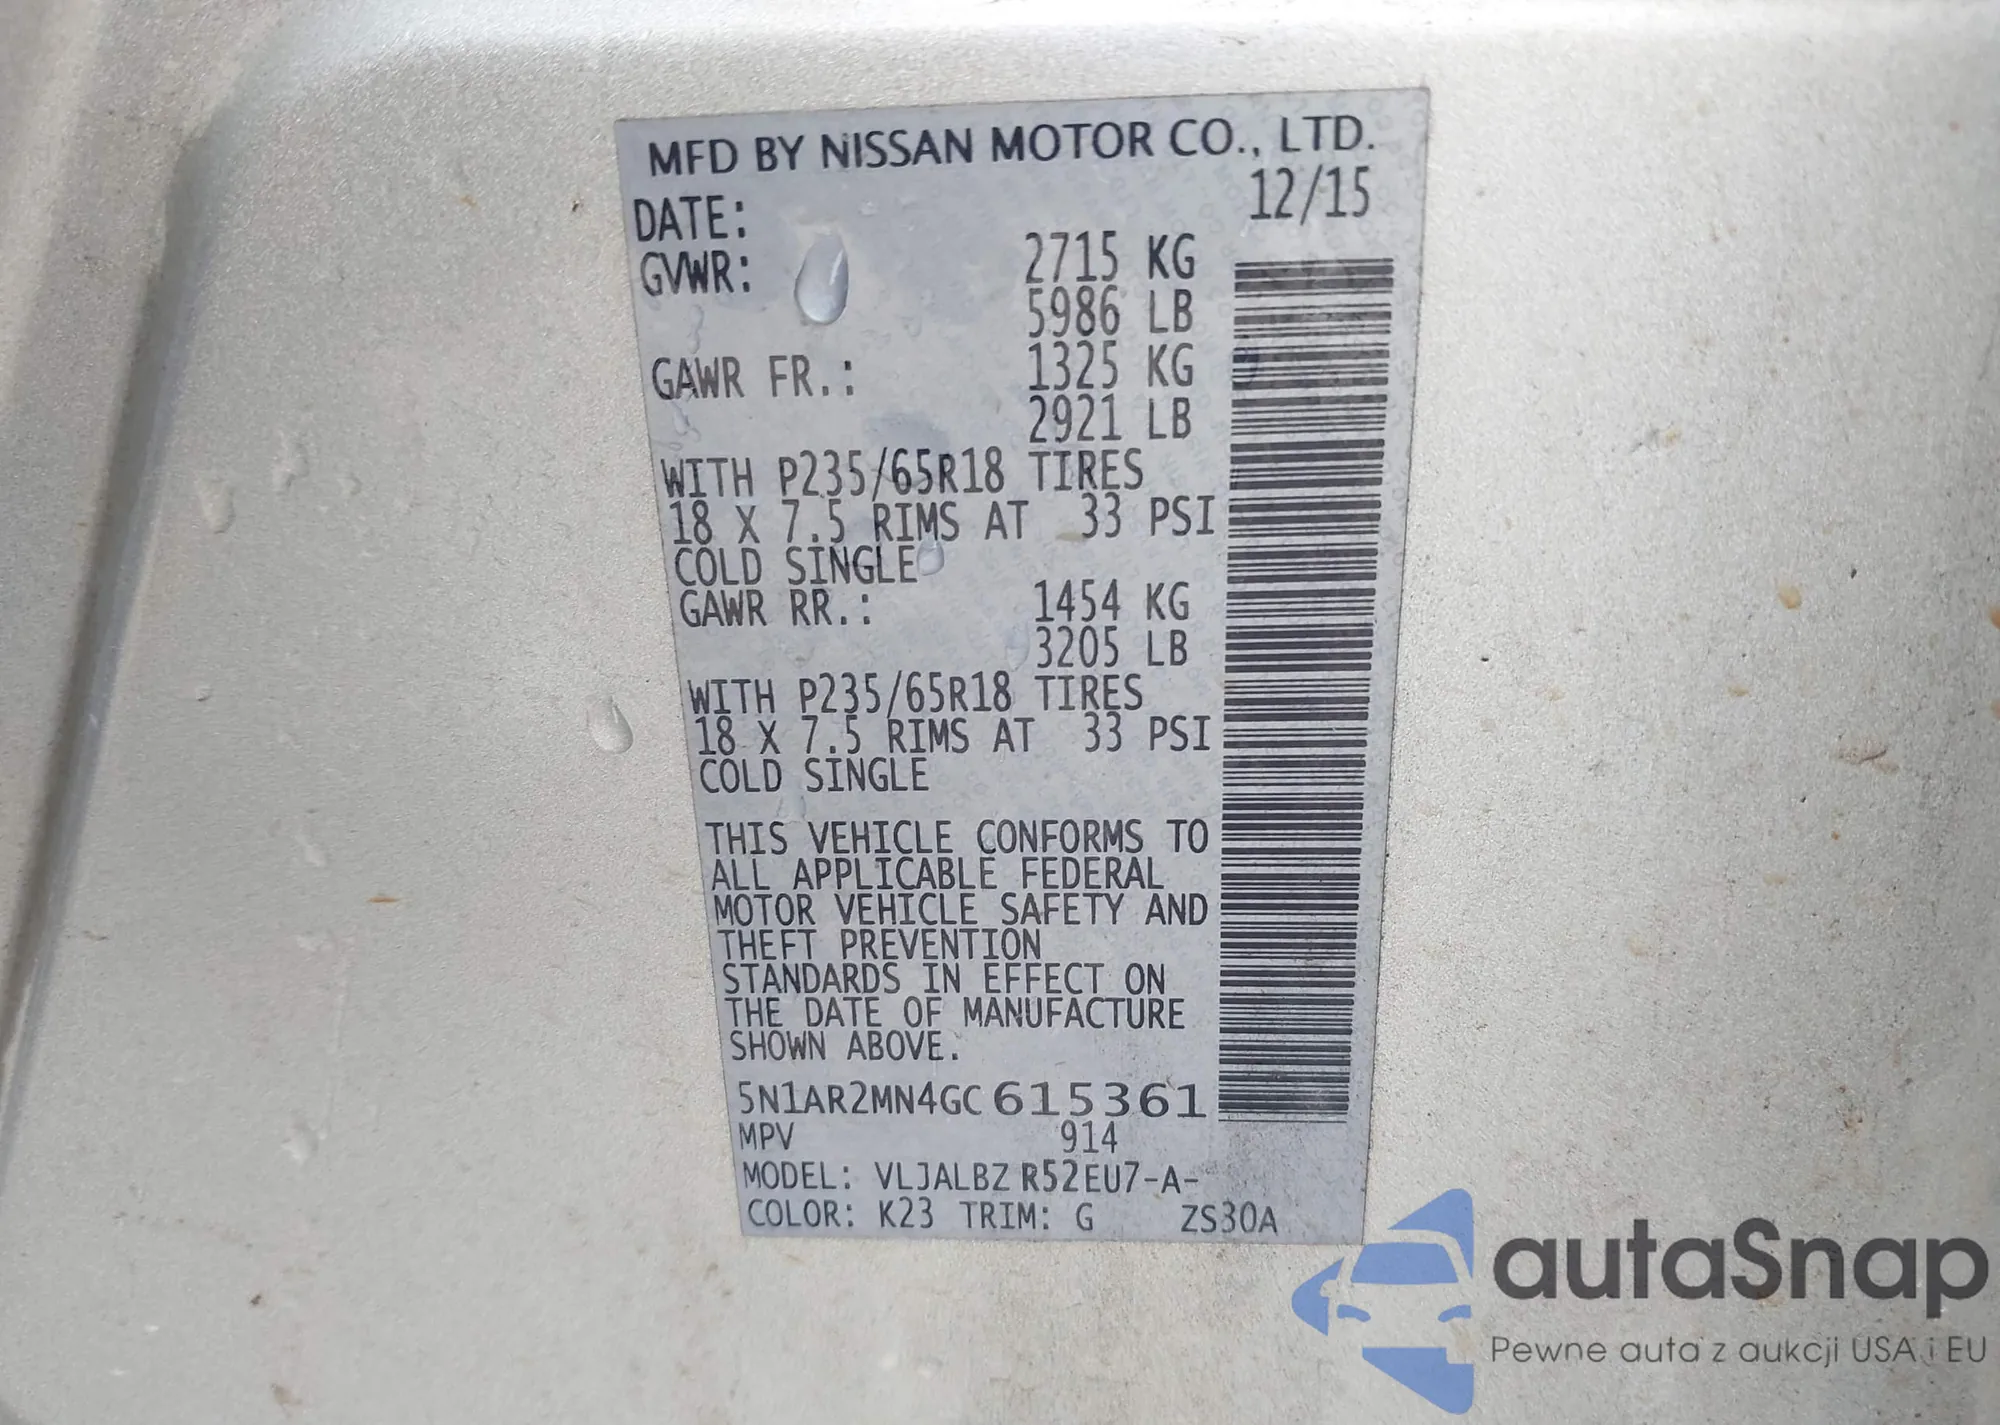 MFD BY NISSAN MOTOR CO., LTD.
DATE: 12/15
GVWR: 2715 KG
5986 LB
GAWR FR.: 1325 KG
2921 LB
WITH P235/65R18 TIRES
18 X 7.5 RIMS AT 33 PSI
COLD SINGLE
GAWR RR.: 1454 KG
3205 LB
WITH P235/65R18 TIRES
18 X 7.5 RIMS AT 33 PSI
COLD SINGLE
THIS VEHICLE CONFORMS TO
ALL APPLICABLE FEDERAL
MOTOR VEHICLE SAFETY AND
THEFT PREVENTION
STANDARDS IN EFFECT ON
THE DATE OF MANUFACTURE
SHOWN ABOVE.
5N1AR2MN4GC615361
MPV 914
MODEL: VLJALBZ R52EU7-A-
COLOR: K23 TRIM: G ZS30A
autaSnap
Pewne auta z aukcji USA i EU